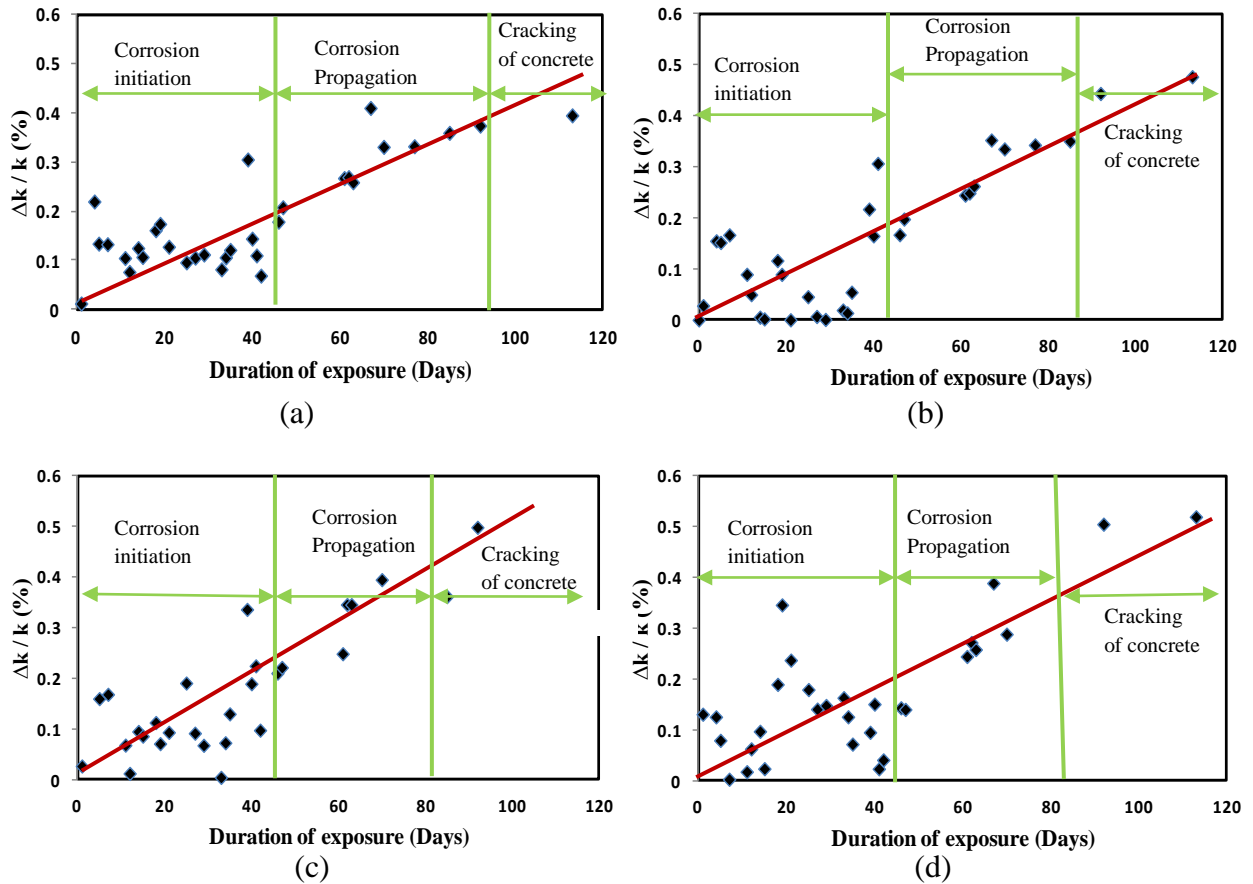 0.6
0.5
0.4
0.3
0.2
0.1
0
Δk / k (%)
Corrosion
initiation
Corrosion
Propagation
Cracking
of concrete
0 20 40 60 80 100 120
Duration of exposure (Days)
(a)
0.6
0.5
0.4
0.3
0.2
0.1
0
Δk / k (%)
Corrosion
initiation
Corrosion
Propagation
Cracking
of concrete
0 20 40 60 80 100 120
Duration of exposure (Days)
(b)
0.6
0.5
0.4
0.3
0.2
0.1
0
Δk / k (%)
Corrosion
initiation
Corrosion
Propagation
Cracking
of concrete
0 20 40 60 80 100 120
Duration of exposure (Days)
(c)
0.6
0.5
0.4
0.3
0.2
0.1
0
Δk / k (%)
Corrosion
initiation
Corrosion
Propagation
Cracking
of concrete
0 20 40 60 80 100 120
Duration of exposure (Days)
(d)